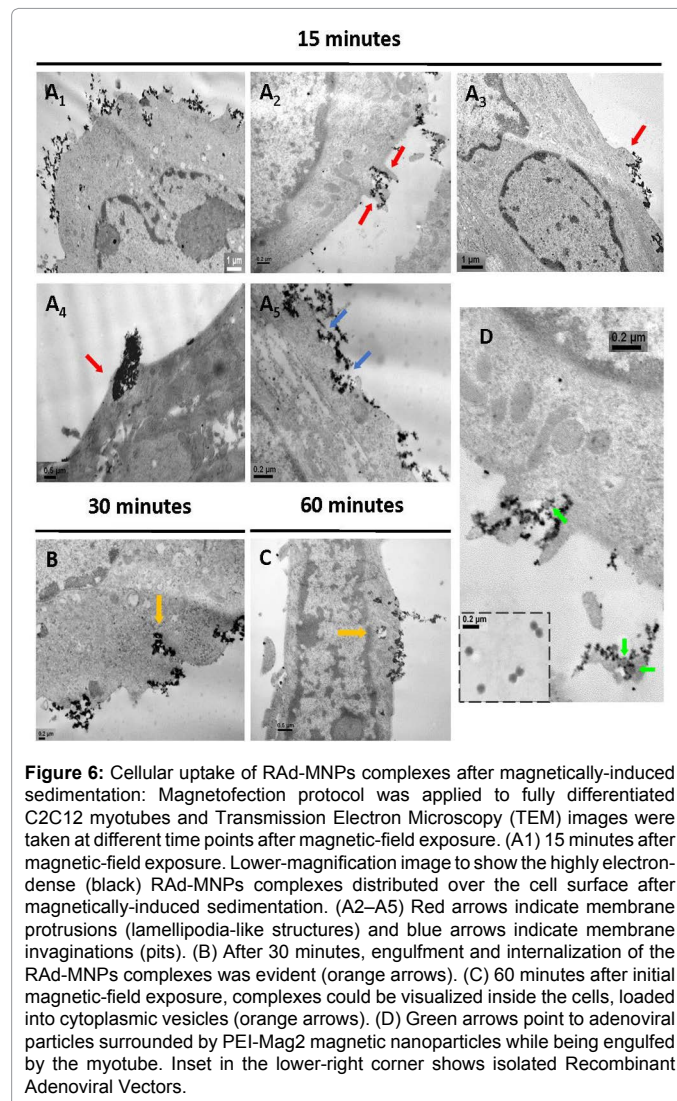 15 minutes
A1
A2
A3
1 µm
0.2 µm
1 µm
A4
A5
D
0.2 µm
0.5 µm
0.2 µm
30 minutes
60 minutes
B
C
0.2 µm
0.2 µm
0.5 µm
Figure 6: Cellular uptake of RAd-MNPs complexes after magnetically-induced
sedimentation: Magnetofection protocol was applied to fully differentiated
C2C12 myotubes and Transmission Electron Microscopy (TEM) images were
taken at different time points after magnetic-field exposure. (A1) 15 minutes after
magnetic-field exposure. Lower-magnification image to show the highly electron-
dense (black) RAd-MNPs complexes distributed over the cell surface after
magnetically-induced sedimentation. (A2–A5) Red arrows indicate membrane
protrusions (lamellipodia-like structures) and blue arrows indicate membrane
invaginations (pits). (B) After 30 minutes, engulfment and internalization of the
RAd-MNPs complexes was evident (orange arrows). (C) 60 minutes after initial
magnetic-field exposure, complexes could be visualized inside the cells, loaded
into cytoplasmic vesicles (orange arrows). (D) Green arrows point to adenoviral
particles surrounded by PEI-Mag2 magnetic nanoparticles while being engulfed
by the myotube. Inset in the lower-right corner shows isolated Recombinant
Adenoviral Vectors.